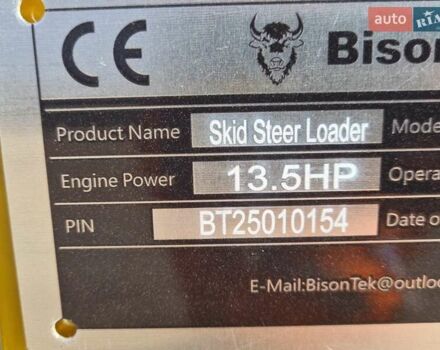 auto RIA
CE Bison
Product Name Skid Steer Loader Mode
Engine Power 13.5HP Opera
PIN BT25010154 Date o
E-Mail:BisonTek@outlo